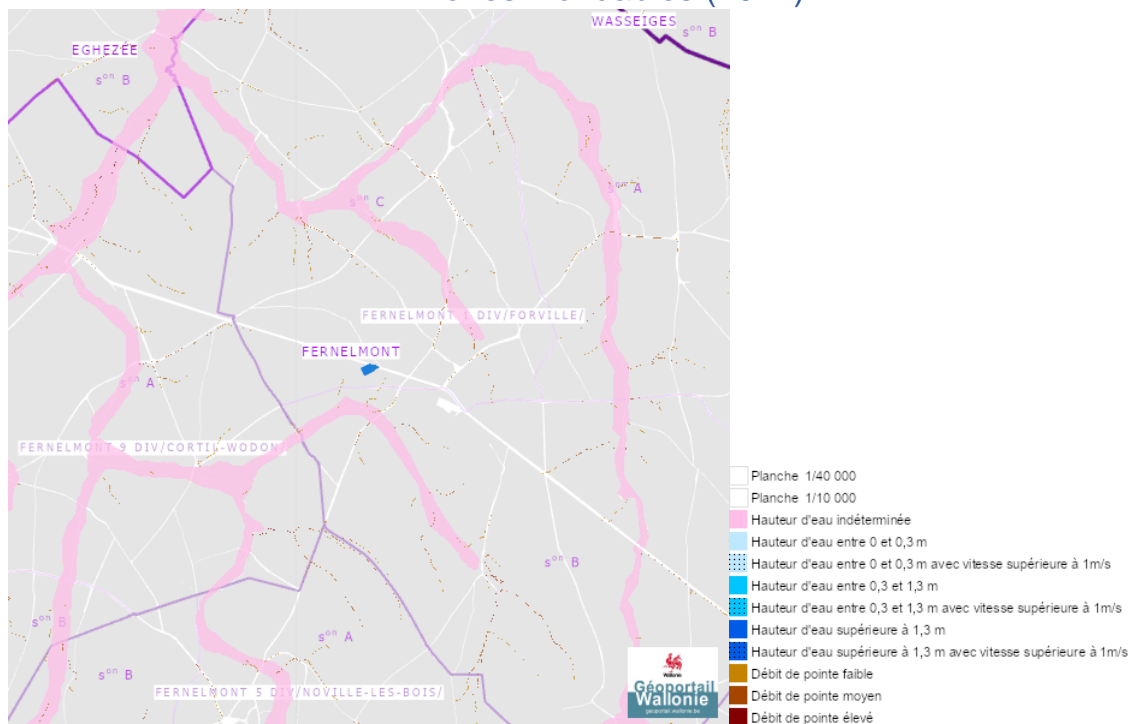 WASSEIGES
sᵒⁿ B
EGHEZÉE
sᵒⁿ B
sᵒⁿ A
sᵒⁿ C
FERNELMONT 1 DIV/FORVILLE/
FERNELMONT
sᵒⁿ A
FERNELMONT 9 DIV/CORTIL-WODON/
sᵒⁿ B
sᵒⁿ B
sᵒⁿ A
sᵒⁿ B
FERNELMONT 5 DIV/NOVILLE-LES-BOIS/
Wallonie
Géoportail
Wallonie
geoportail.wallonie.be
Planche 1/40 000
Planche 1/10 000
Hauteur d'eau indéterminée
Hauteur d'eau entre 0 et 0,3 m
Hauteur d'eau entre 0 et 0,3 m avec vitesse supérieure à 1m/s
Hauteur d'eau entre 0,3 et 1,3 m
Hauteur d'eau entre 0,3 et 1,3 m avec vitesse supérieure à 1m/s
Hauteur d'eau supérieure à 1,3 m
Hauteur d'eau supérieure à 1,3 m avec vitesse supérieure à 1m/s
Débit de pointe faible
Débit de pointe moyen
Débit de pointe élevé